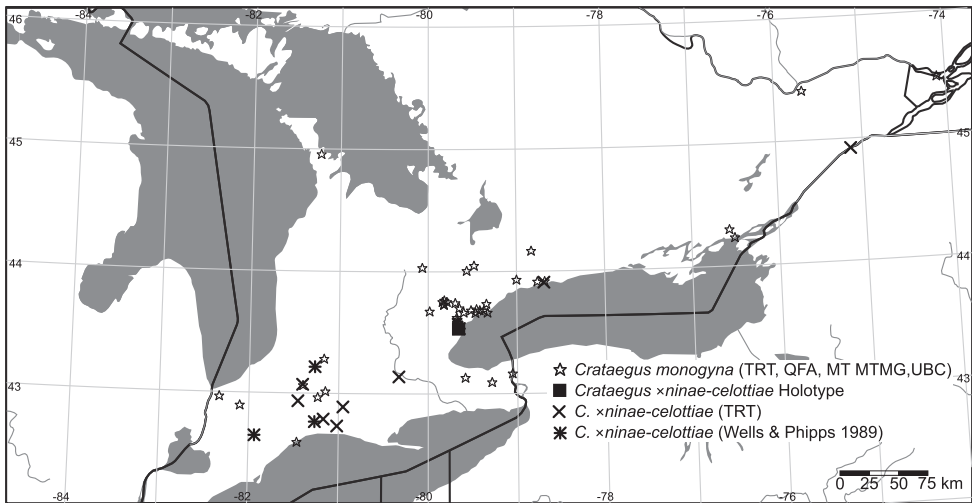 46 -84 -82 -80 -78 -76 -74
45 45
44 44
43
Crataegus monogyna (TRT, QFA, MT MTMG,UBC)
Crataegus ×ninae-celottiae Holotype
C. ×ninae-celottiae (TRT)
C. ×ninae-celottiae (Wells & Phipps 1989)
0 25 50 75 km
-84 -82 -80 -78 -76